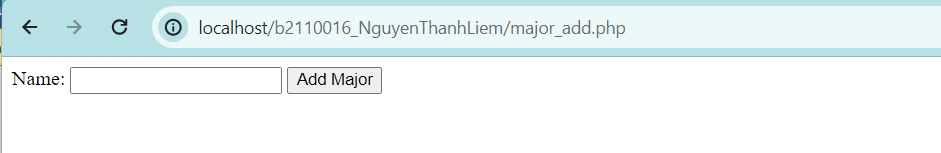 localhost/b2110016_NguyenThanhLiem/major_add.php
Name: Add Major